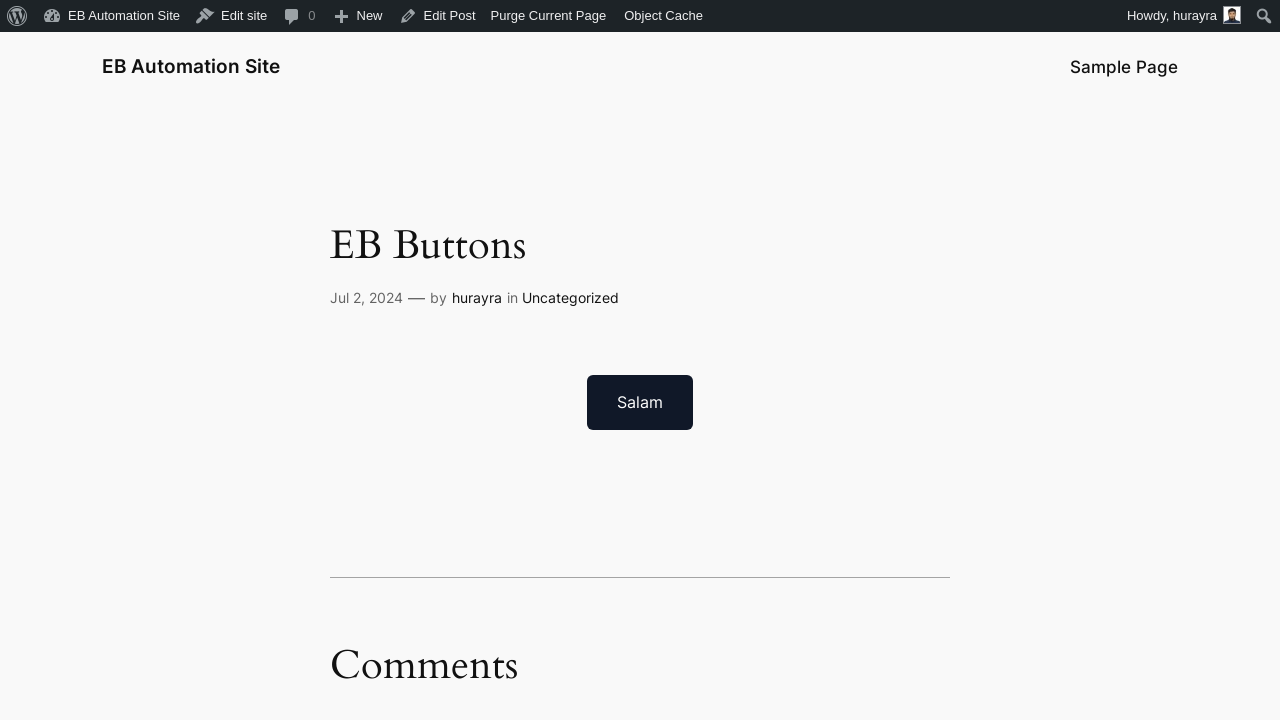 EB Automation Site Edit site 0 New Edit Post Purge Current Page Object Cache Howdy, hurayra
EB Automation Site Sample Page
EB Buttons
Jul 2, 2024 — by hurayra in Uncategorized
Salam
Comments